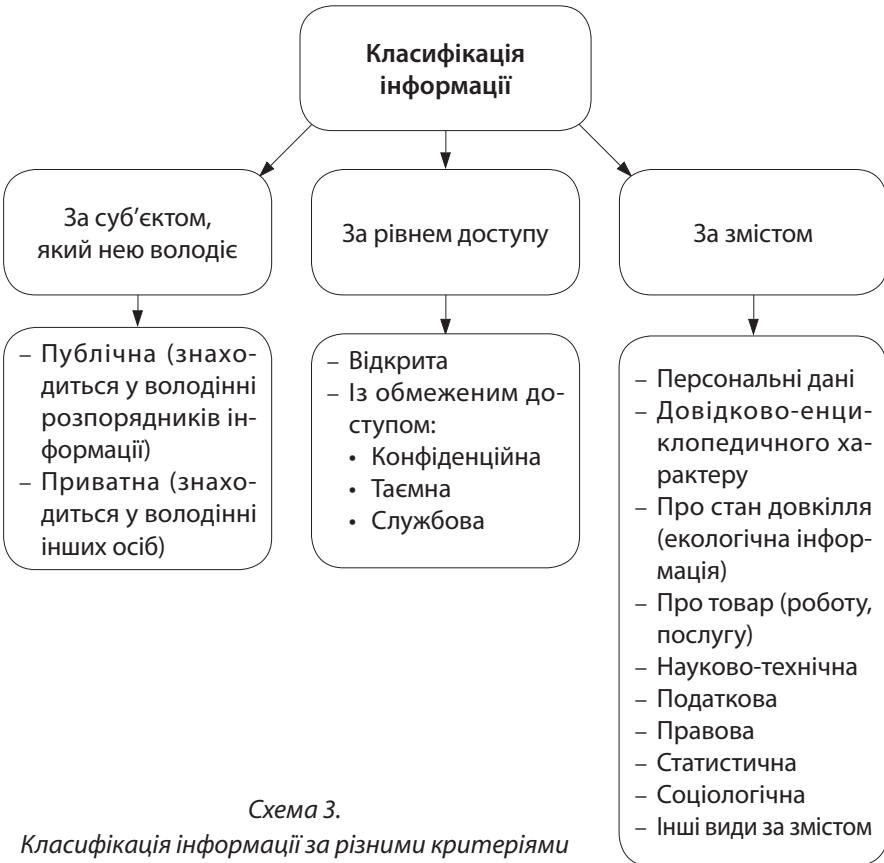 Класифікація
інформації
За суб’єктом,
який нею володіє
За рівнем доступу
За змістом
– Публічна (знахо-
диться у володінні
розпорядників ін-
формації)
– Приватна (знахо-
диться у володінні
інших осіб)
– Відкрита
– Із обмеженим до-
ступом:
• Конфіденційна
• Таємна
• Службова
– Персональні дані
– Довідково-енци-
клопедичного ха-
рактеру
– Про стан довкілля
(екологічна інфор-
мація)
– Про товар (роботу,
послугу)
– Науково-технічна
– Податкова
– Правова
– Статистична
– Соціологічна
– Інші види за змістом
Схема 3.
Класифікація інформації за різними критеріями